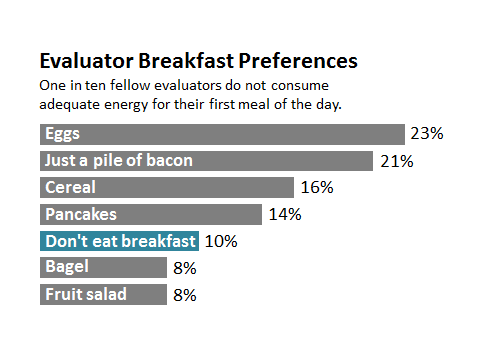 Evaluator Breakfast Preferences
One in ten fellow evaluators do not consume
adequate energy for their first meal of the day.
Eggs 23%
Just a pile of bacon 21%
Cereal 16%
Pancakes 14%
Don't eat breakfast 10%
Bagel 8%
Fruit salad 8%